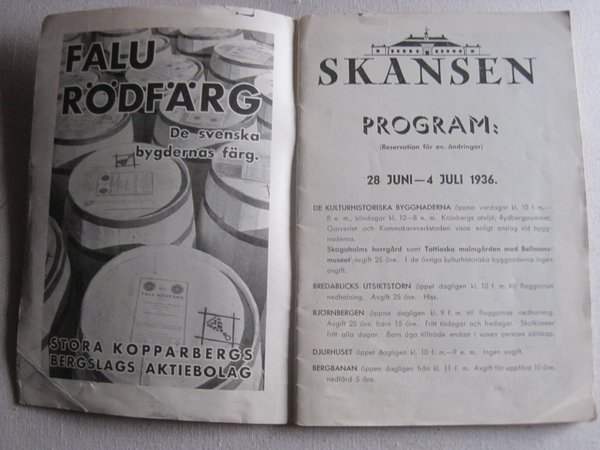 FALU
RÖDFÄRG
De svenska
bygdernas färg.
FALU RÖDFÄRG
STORA KOPPARBERGS
BERGSLAGS AKTIEBOLAG
SKANSEN
PROGRAM:
(Reservation för ev. ändringar)
28 JUNI—4 JULI 1936.
DE KULTURHISTORISKA BYGGNADERNA öppna vardagar kl. 10 f. m.—
8 e. m., söndagar kl. 12—8 e. m. Kronbergs ateljé, Rydbergsrummet,
Garveriet och Kammakareverkstaden visas enligt anslag vid bygg-
naderna.
Skogaholms herrgård samt Tottieska malmgården med Bellmans-
museet avgift 25 öre. I de övriga kulturhistoriska byggnaderna ingen
avgift.
BREDABLICKS UTSIKTSTORN öppet dagligen kl. 10 f. m. till flaggornas
nedhalning. Avgift 25 öre. Hiss.
BJÖRNBERGEN öppna dagligen kl. 9 f. m. till flaggornas nedhalning.
Avgift 25 öre, barn 15 öre. Fritt tisdagar och fredagar. Skolklasser
fritt alla dagar. Barn äga tillträde endast i vuxen persons sällskap.
DJURHUSET öppet dagligen kl. 10 f. m.—9 e. m. Ingen avgift.
BERGBANAN öppen dagligen från kl. 11 f. m. Avgift för uppfärd 10 öre,
nedfärd 5 öre.